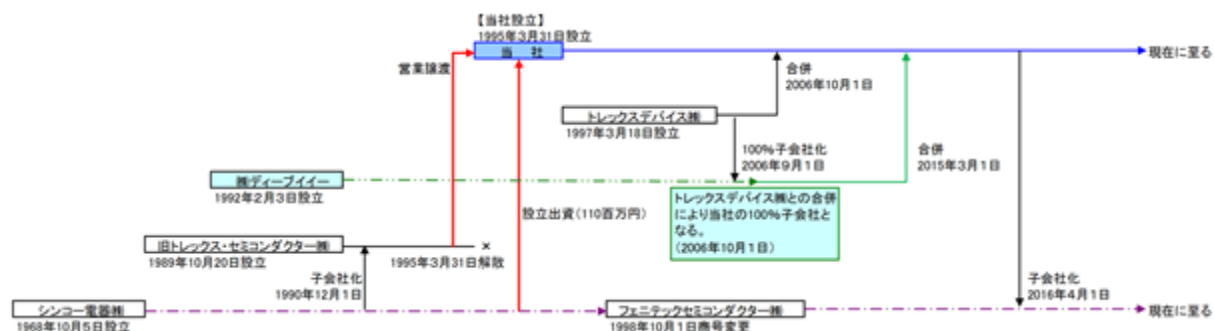 【当社設立】
1995年3月31日設立
当 社
現在に至る
営業譲渡
合併
2006年10月1日
トレックスデバイス㈱
1997年3月18日設立
100%子会社化
2006年9月1日
合併
2015年3月1日
㈱ディーブイイー
1992年2月3日設立
トレックスデバイス㈱との合併
により当社の100%子会社と
なる。
(2006年10月1日)
設立出資(110百万円)
旧トレックス・セミコンダクター㈱
1989年10月20日設立
×
1995年3月31日解散
子会社化
1990年12月1日
子会社化
2016年4月1日
シンコー電器㈱
1968年10月5日設立
フェニテックセミコンダクター㈱
1998年10月1日商号変更
現在に至る